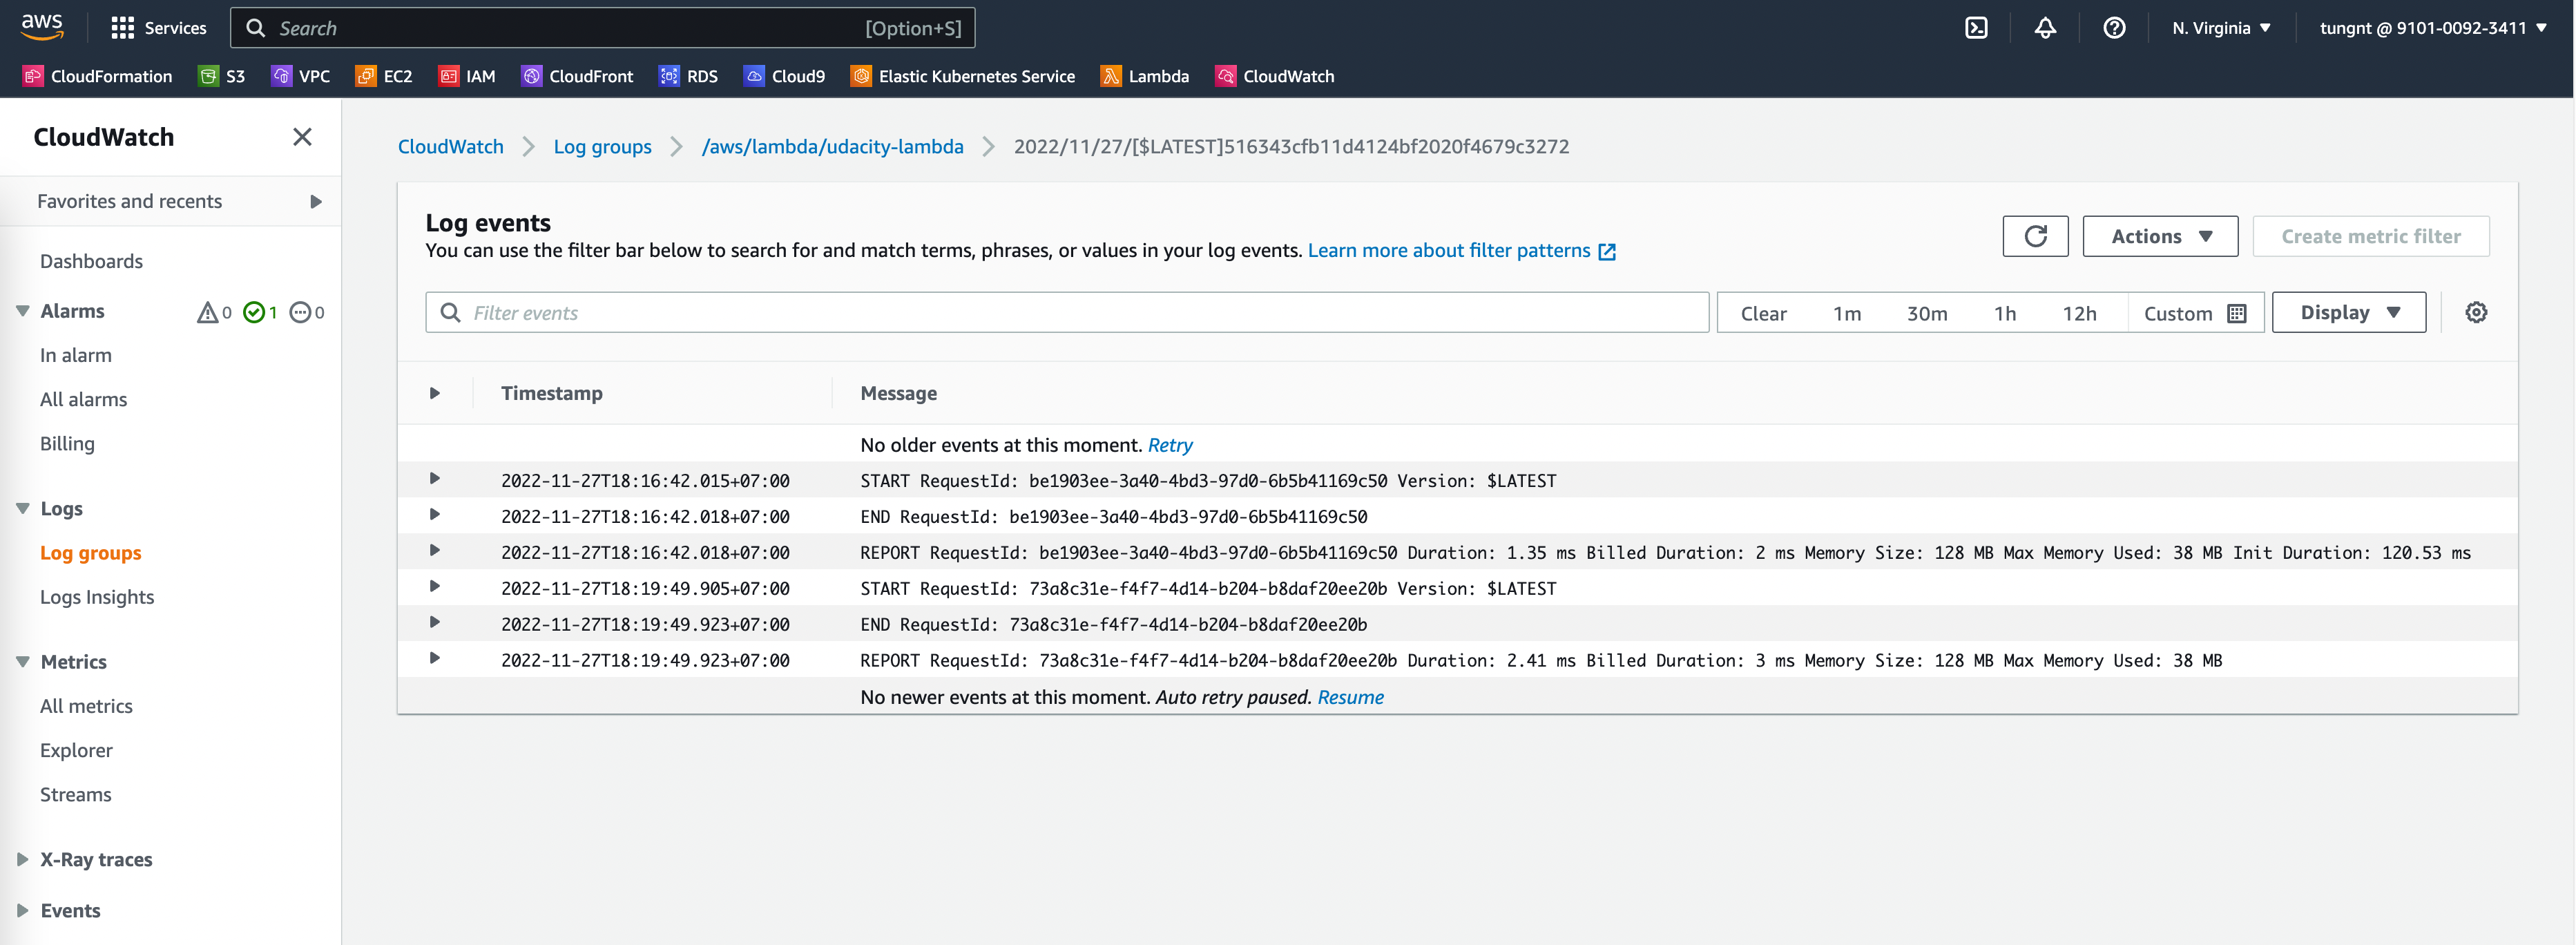 aws Services Search [Option+S] N. Virginia tungnt @ 9101-0092-3411
CloudFormation S3 VPC EC2 IAM CloudFront RDS Cloud9 Elastic Kubernetes Service Lambda CloudWatch
CloudWatch
Favorites and recents
Dashboards
Alarms 0 1 0
In alarm
All alarms
Billing
Logs
Log groups
Logs Insights
Metrics
All metrics
Explorer
Streams
X-Ray traces
Events
CloudWatch Log groups /aws/lambda/udacity-lambda 2022/11/27/[$LATEST]516343cfb11d4124bf2020f4679c3272
Log events
You can use the filter bar below to search for and match terms, phrases, or values in your log events. Learn more about filter patterns
Actions Create metric filter
Filter events Clear 1m 30m 1h 12h Custom Display
Timestamp Message
No older events at this moment. Retry
2022-11-27T18:16:42.015+07:00 START RequestId: be1903ee-3a40-4bd3-97d0-6b5b41169c50 Version: $LATEST
2022-11-27T18:16:42.018+07:00 END RequestId: be1903ee-3a40-4bd3-97d0-6b5b41169c50
2022-11-27T18:16:42.018+07:00 REPORT RequestId: be1903ee-3a40-4bd3-97d0-6b5b41169c50 Duration: 1.35 ms Billed Duration: 2 ms Memory Size: 128 MB Max Memory Used: 38 MB Init Duration: 120.53 ms
2022-11-27T18:19:49.905+07:00 START RequestId: 73a8c31e-f4f7-4d14-b204-b8daf20ee20b Version: $LATEST
2022-11-27T18:19:49.923+07:00 END RequestId: 73a8c31e-f4f7-4d14-b204-b8daf20ee20b
2022-11-27T18:19:49.923+07:00 REPORT RequestId: 73a8c31e-f4f7-4d14-b204-b8daf20ee20b Duration: 2.41 ms Billed Duration: 3 ms Memory Size: 128 MB Max Memory Used: 38 MB
No newer events at this moment. Auto retry paused. Resume